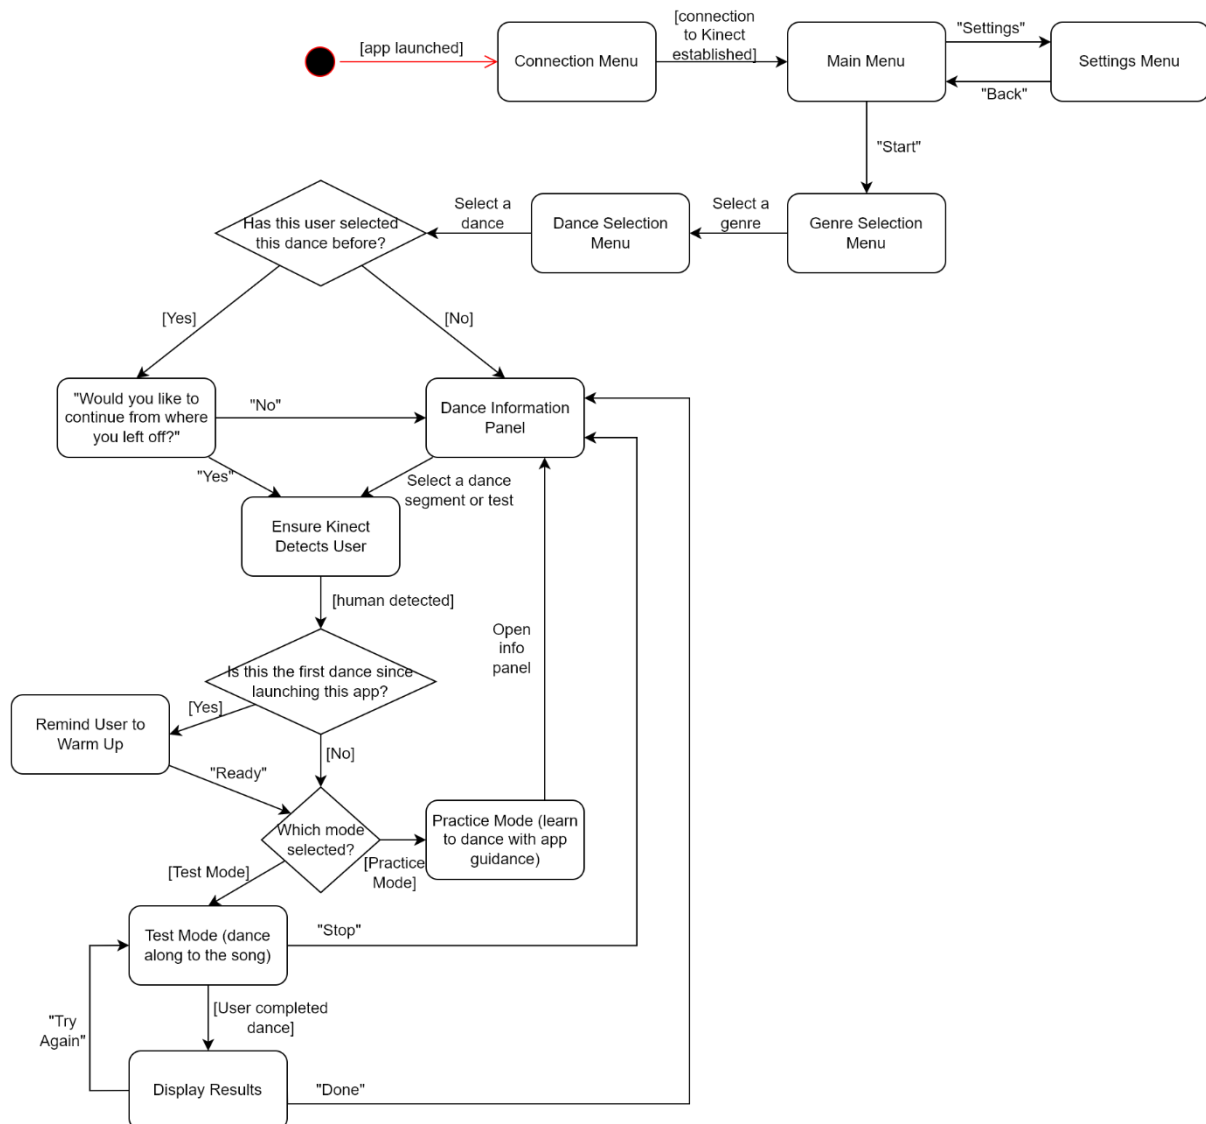 [app launched]
Connection Menu
[connection
to Kinect
established]
Main Menu
"Settings"
"Back"
Settings Menu
"Start"
Has this user selected
this dance before?
Select a
dance
Dance Selection
Menu
Select a
genre
Genre Selection
Menu
[Yes]
[No]
"Would you like to
continue from where
you left off?"
"No"
Dance Information
Panel
"Yes"
Select a dance
segment or test
Ensure Kinect
Detects User
[human detected]
Open
info
panel
Is this the first dance since
launching this app?
[Yes]
Remind User to
Warm Up
[No]
"Ready"
Which mode
selected?
Practice Mode (learn
to dance with app
guidance)
[Test Mode]
[Practice
Mode]
Test Mode (dance
along to the song)
"Stop"
[User completed
dance]
"Try
Again"
Display Results
"Done"